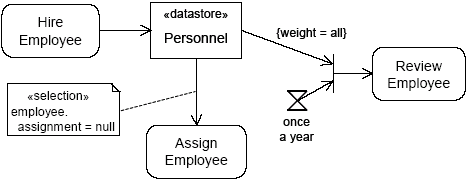 Hire
Employee
«datastore»
Personnel
{weight = all}
Review
Employee
«selection»
employee.
assignment = null
once
a year
Assign
Employee